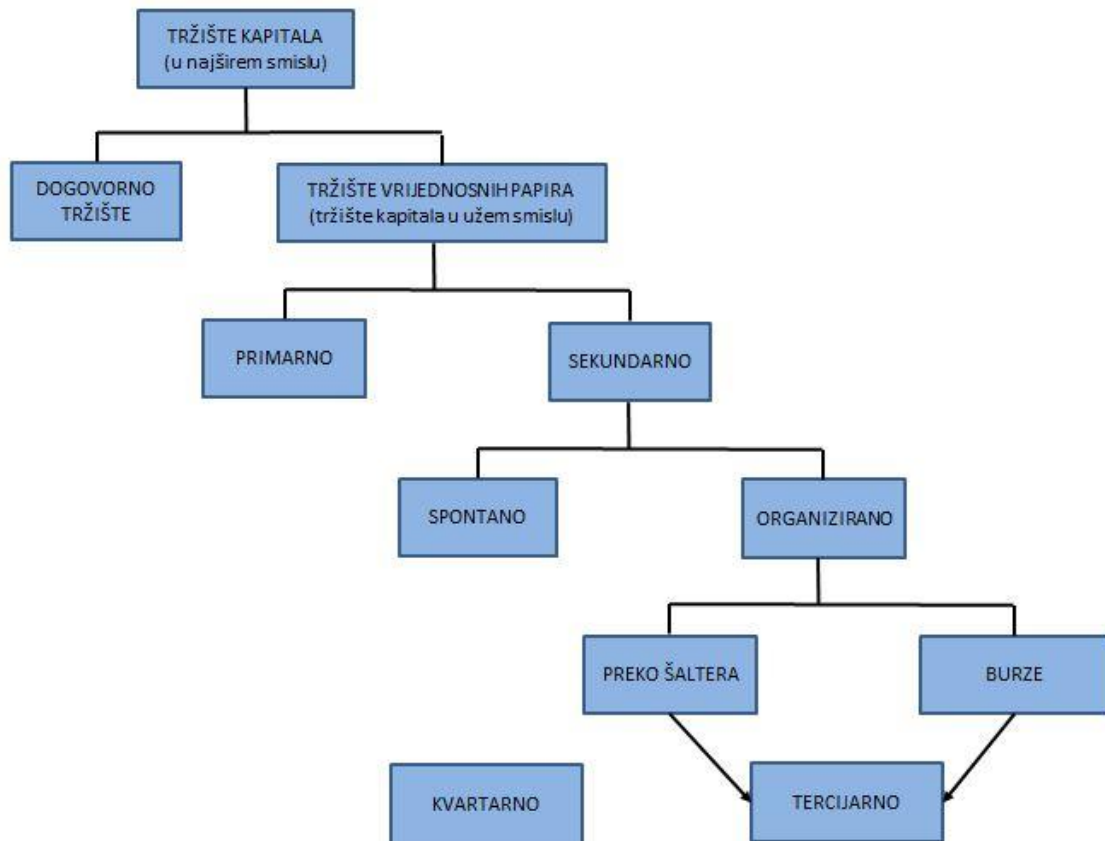 TRŽIŠTE KAPITALA
(u najširem smislu)
DOGOVORNO
TRŽIŠTE
TRŽIŠTE VRIJEDNOSNIH PAPIRA
(tržište kapitala u užem smislu)
PRIMARNO
SEKUNDARNO
SPONTANO
ORGANIZIRANO
PREKO ŠALTERA
BURZE
KVARTARNO
TERCIJARNO